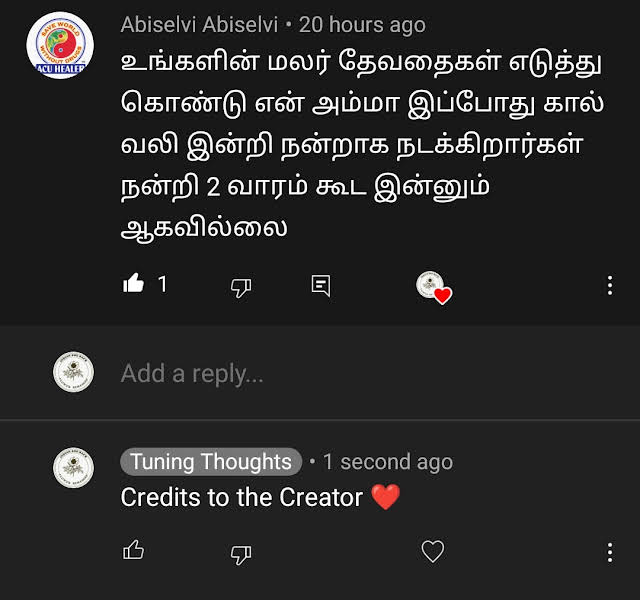 SAVE WORLD
WITHOUT DRUGS
ACU HEALER
Abiselvi Abiselvi • 20 hours ago
உங்களின் மலர் தேவதைகள் எடுத்து
கொண்டு என் அம்மா இப்போது கால்
வலி இன்றி நன்றாக நடக்கிறார்கள்
நன்றி 2 வாரம் கூட இன்னும்
ஆகவில்லை
1
Add a reply...
Tuning Thoughts • 1 second ago
Credits to the Creator ❤️